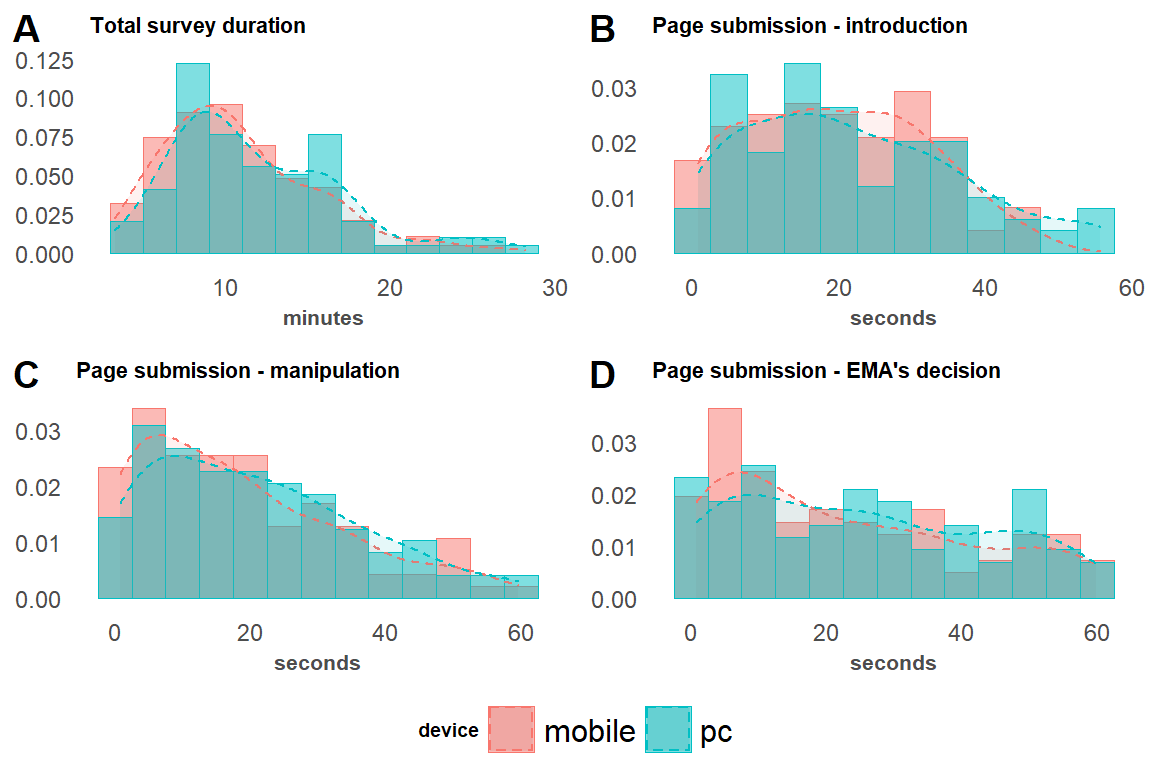 A Total survey duration
0.125
0.100
0.075
0.050
0.025
0.000
10 20 30
minutes
B Page submission - introduction
0.03
0.02
0.01
0.00
0 20 40 60
seconds
C Page submission - manipulation
0.03
0.02
0.01
0.00
0 20 40 60
seconds
D Page submission - EMA's decision
0.03
0.02
0.01
0.00
0 20 40 60
seconds
device mobile pc